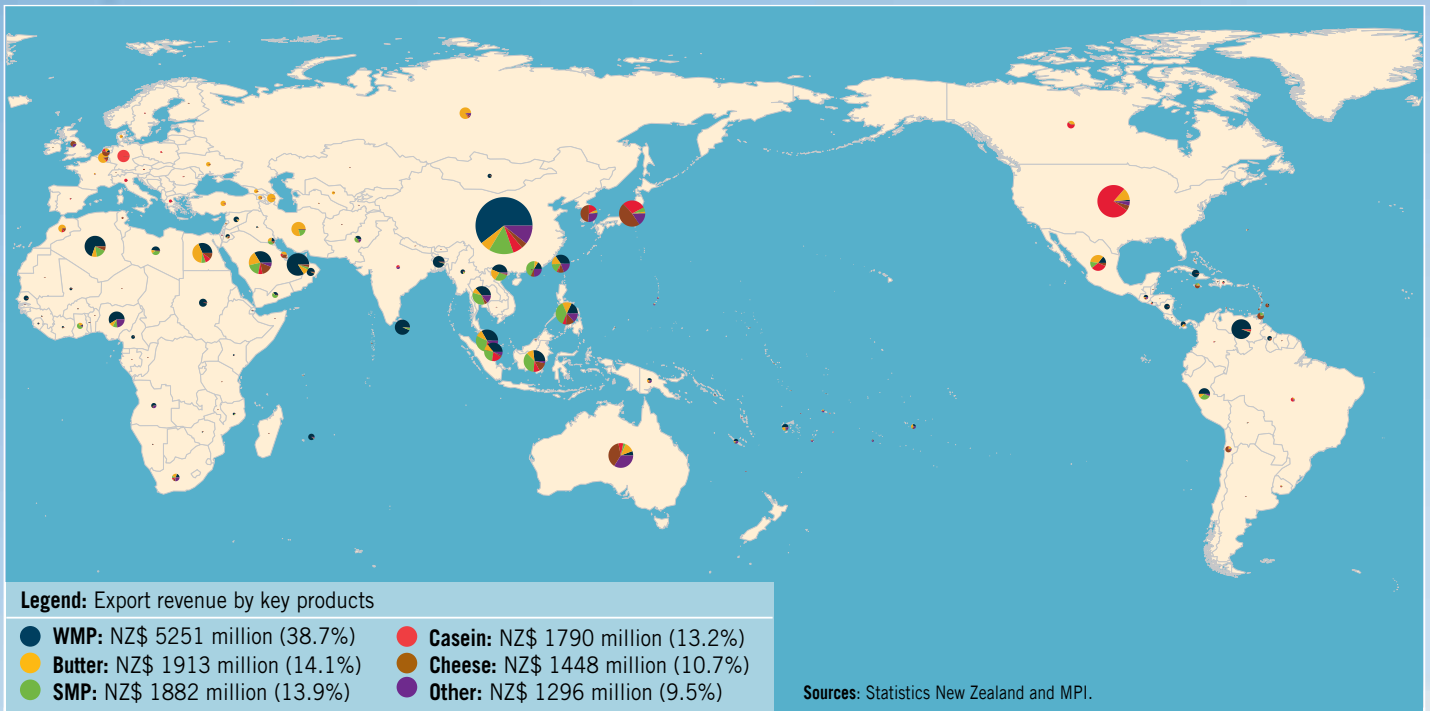 Legend: Export revenue by key products
WMP: NZ$ 5251 million (38.7%)
Butter: NZ$ 1913 million (14.1%)
SMP: NZ$ 1882 million (13.9%)
Casein: NZ$ 1790 million (13.2%)
Cheese: NZ$ 1448 million (10.7%)
Other: NZ$ 1296 million (9.5%)
Sources: Statistics New Zealand and MPI.